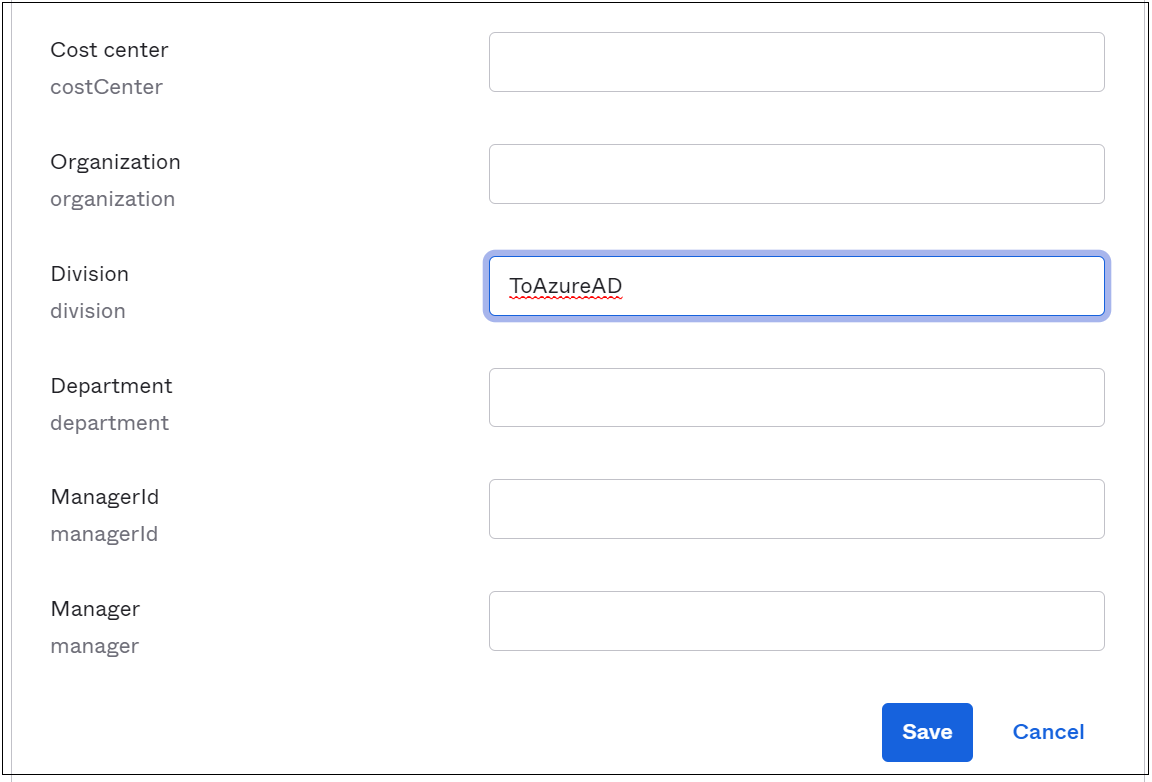 Cost center
costCenter
Organization
organization
Division
division
ToAzureAD
Department
department
ManagerId
managerId
Manager
manager
Save
Cancel